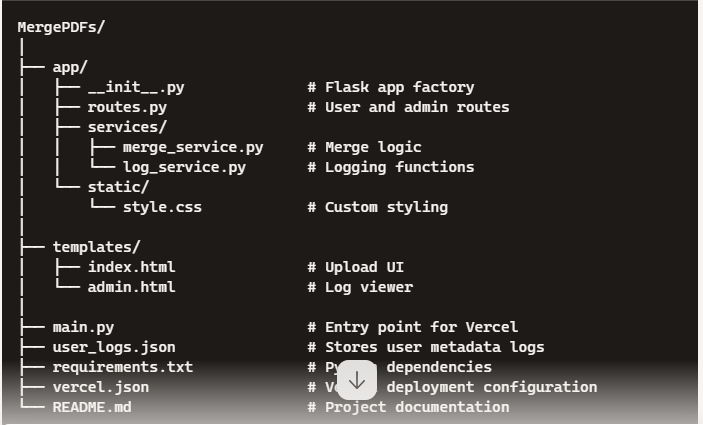 MergePDFs/
│
├── app/
│   ├── __init__.py              # Flask app factory
│   ├── routes.py                # User and admin routes
│   ├── services/
│   │   ├── merge_service.py     # Merge logic
│   │   └── log_service.py       # Logging functions
│   └── static/
│       └── style.css            # Custom styling
│
├── templates/
│   ├── index.html               # Upload UI
│   └── admin.html               # Log viewer
│
├── main.py                      # Entry point for Vercel
├── user_logs.json               # Stores user metadata logs
├── requirements.txt             # dependencies
├── vercel.json                  # deployment configuration
└── README.md                    # Project documentation